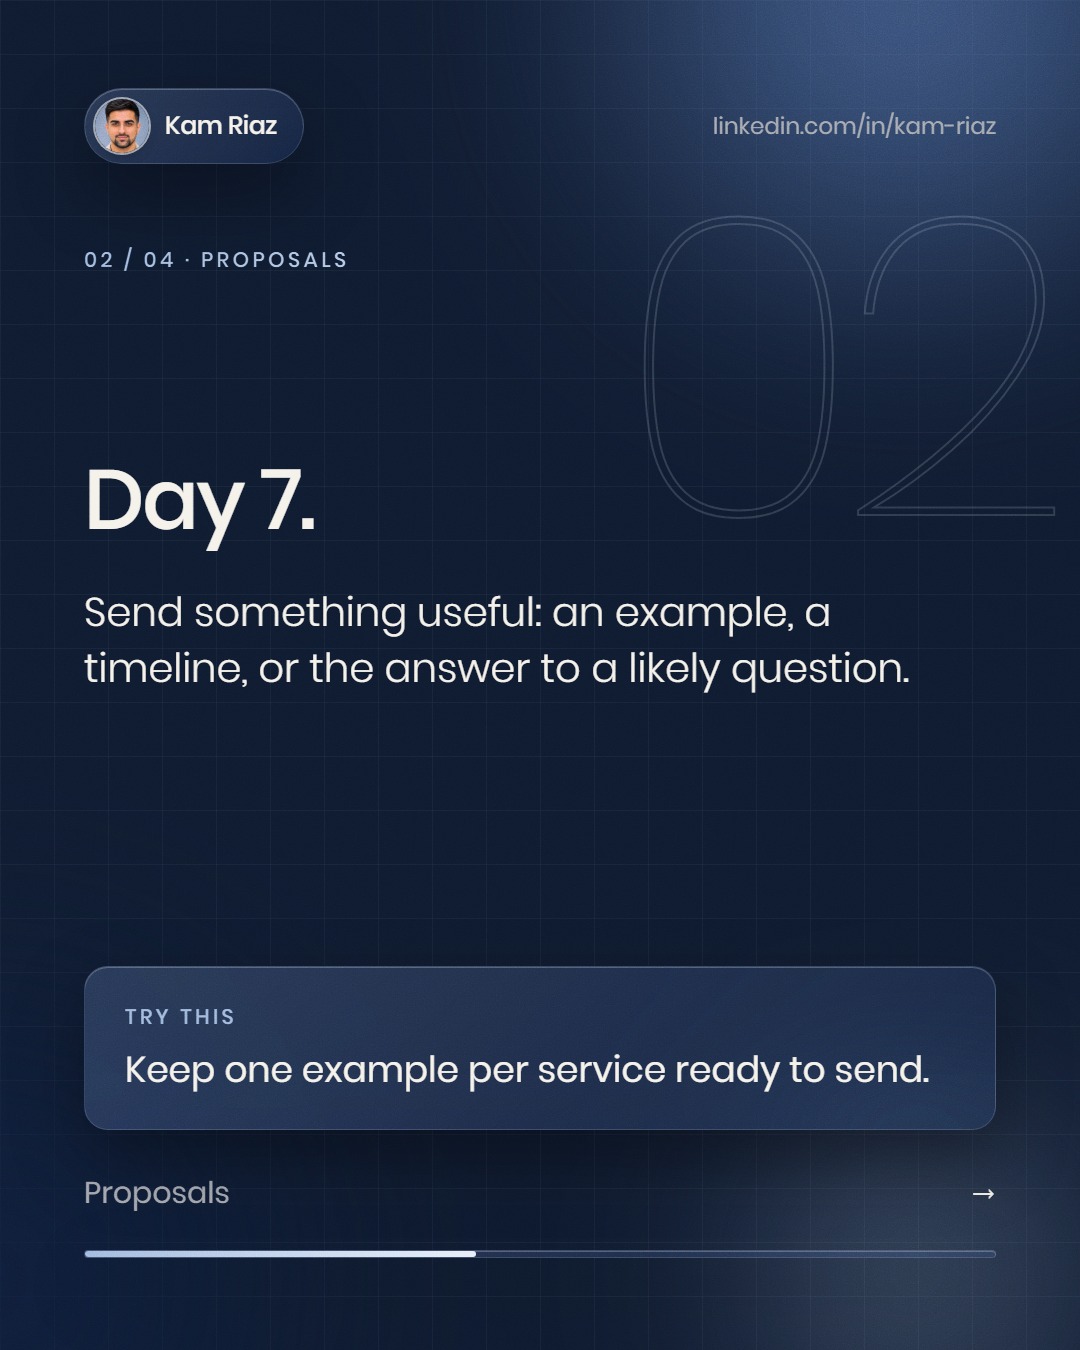 Kam Riaz
linkedin.com/in/kam-riaz
02 / 04 · PROPOSALS
02
Day 7.
Send something useful: an example, a
timeline, or the answer to a likely question.
TRY THIS
Keep one example per service ready to send.
Proposals →